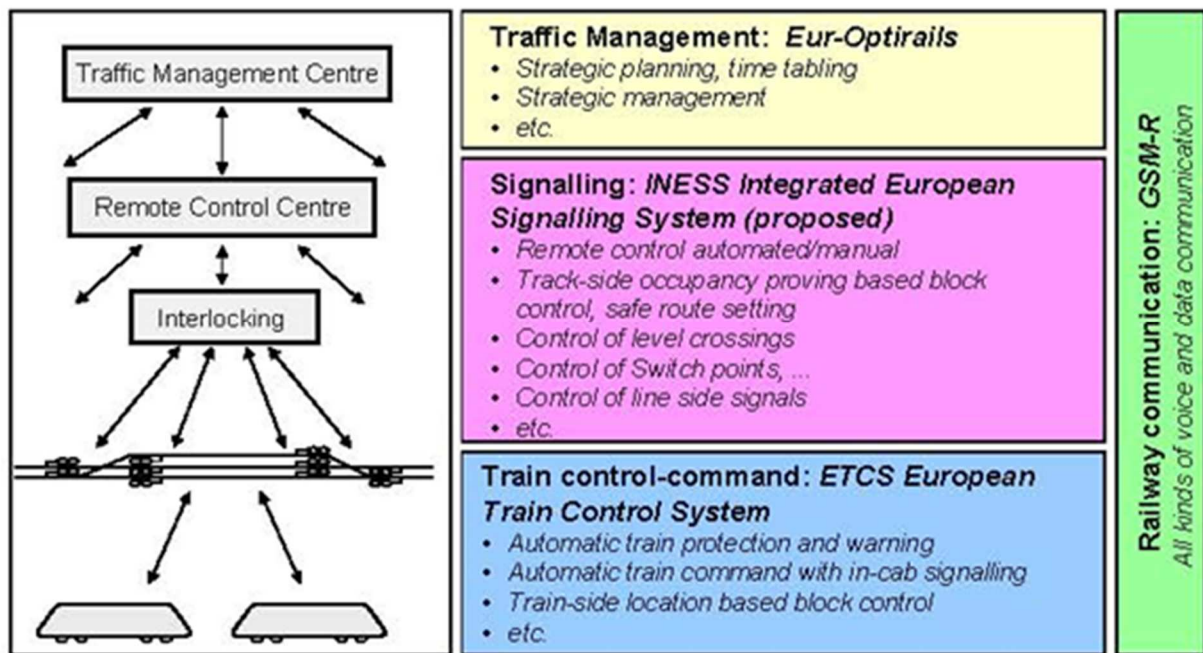 Traffic Management Centre
Remote Control Centre
Interlocking
Traffic Management: Eur-Optirails
• Strategic planning, time tabling
• Strategic management
• etc.
Signalling: INESS Integrated European
Signalling System (proposed)
• Remote control automated/manual
• Track-side occupancy proving based block
control, safe route setting
• Control of level crossings
• Control of Switch points, ...
• Control of line side signals
• etc.
Train control-command: ETCS European
Train Control System
• Automatic train protection and warning
• Automatic train command with in-cab signalling
• Train-side location based block control
• etc.
Railway communication: GSM-R
All kinds of voice and data communication